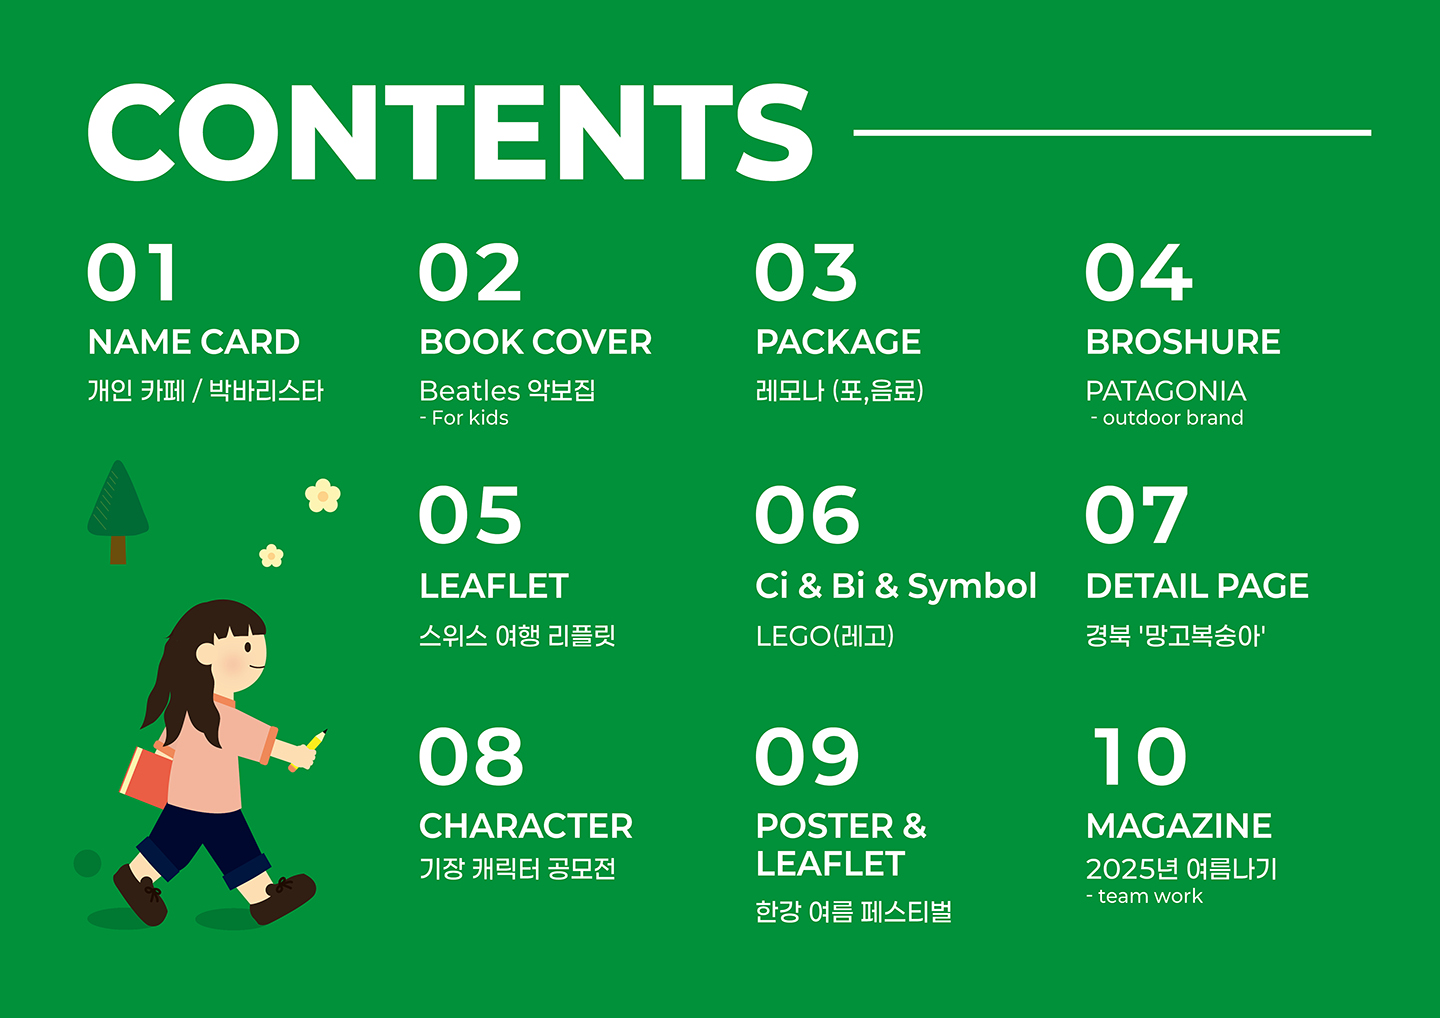 CONTENTS
01
NAME CARD
개인 카페 / 박바리스타
02
BOOK COVER
Beatles 악보집
- For kids
03
PACKAGE
레모나 (포,음료)
04
BROSHURE
PATAGONIA
- outdoor brand
05
LEAFLET
스위스 여행 리플릿
06
Ci & Bi & Symbol
LEGO(레고)
07
DETAIL PAGE
경북 '망고복숭아'
08
CHARACTER
기장 캐릭터 공모전
09
POSTER &
LEAFLET
한강 여름 페스티벌
10
MAGAZINE
2025년 여름나기
- team work